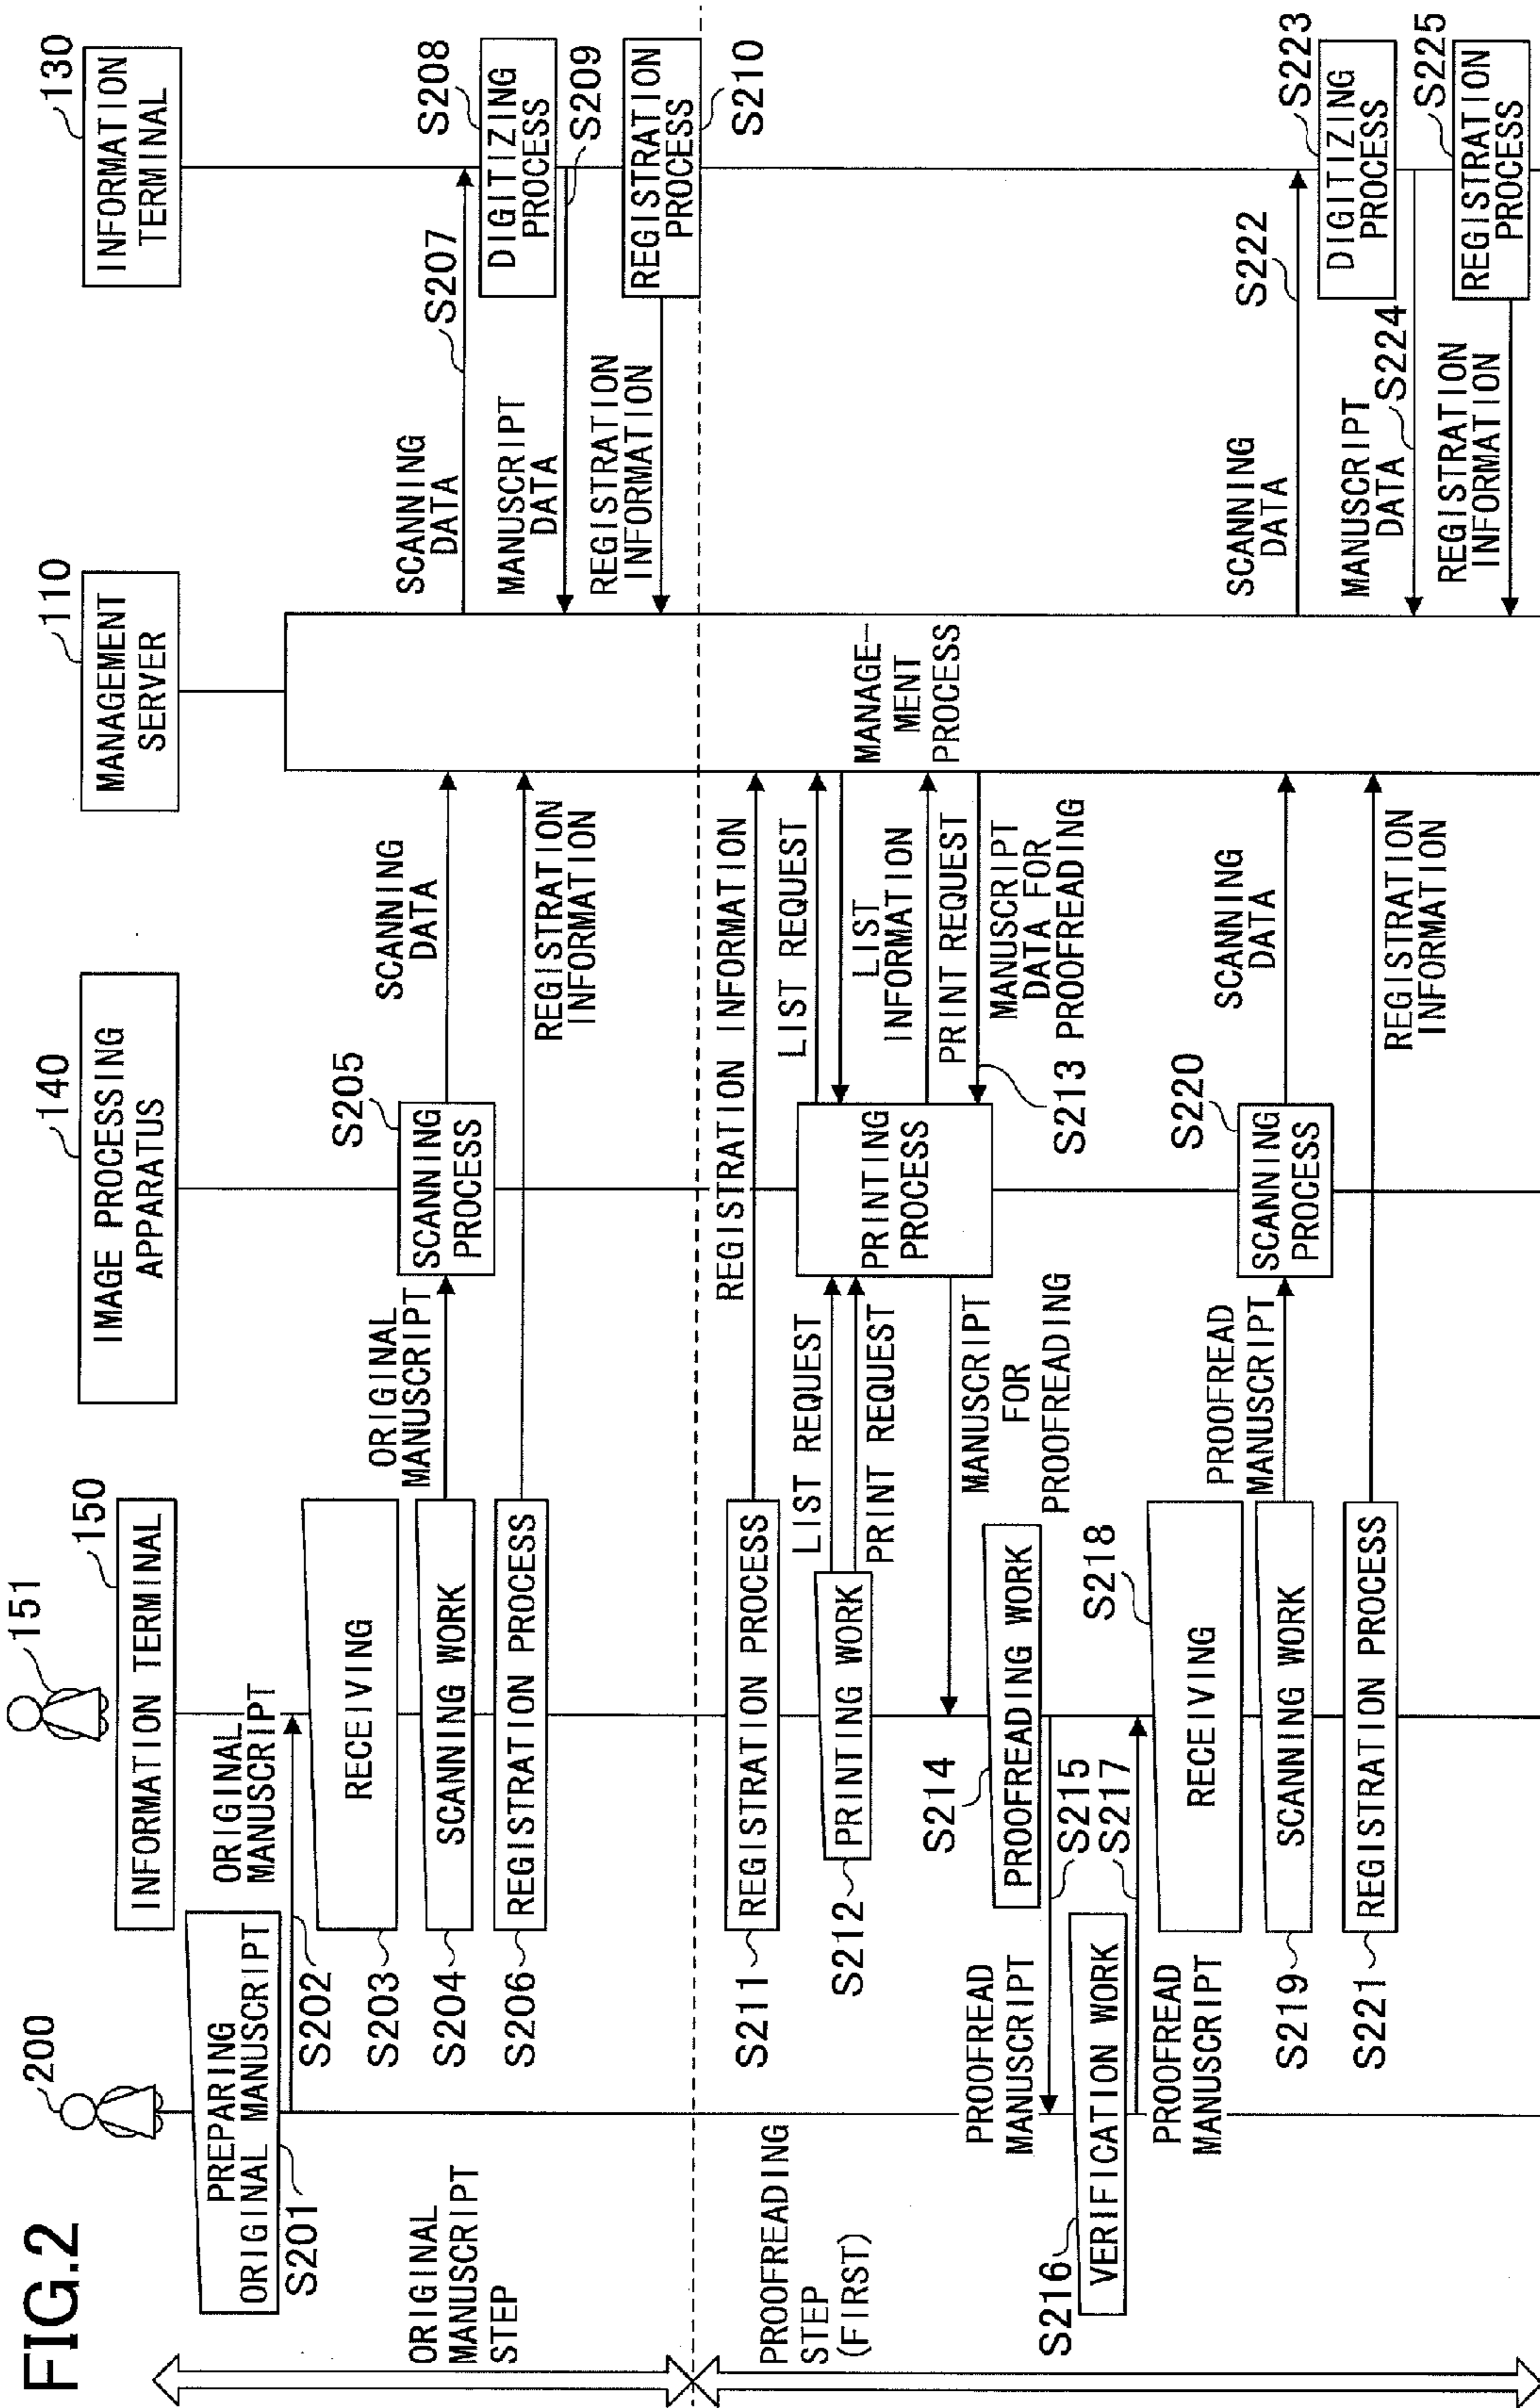 FIG.2
200
151
150
INFORMATION TERMINAL
140
IMAGE PROCESSING
APPARATUS
110
MANAGEMENT
SERVER
130
INFORMATION
TERMINAL
ORIGINAL
MANUSCRIPT
STEP
PREPARING
ORIGINAL MANUSCRIPT
S201
ORIGINAL
MANUSCRIPT
S202
RECEIVING
S203
SCANNING WORK
S204
ORIGINAL
MANUSCRIPT
SCANNING
PROCESS
S205
SCANNING
DATA
REGISTRATION PROCESS
S206
REGISTRATION
INFORMATION
SCANNING
DATA
S207
DIGITIZING
PROCESS
S208
MANUSCRIPT
DATA
S209
REGISTRATION
PROCESS
S210
REGISTRATION
INFORMATION
MANAGE-
MENT
PROCESS
PROOFREADING
STEP
(FIRST)
REGISTRATION PROCESS
S211
REGISTRATION INFORMATION
PRINTING WORK
S212
LIST REQUEST
PRINT REQUEST
PRINTING
PROCESS
LIST REQUEST
LIST
INFORMATION
PRINT REQUEST
MANUSCRIPT
DATA FOR
PROOFREADING
S213
MANUSCRIPT
FOR
PROOFREADING
PROOFREADING WORK
S214
PROOFREAD
MANUSCRIPT
S215
VERIFICATION WORK
S216
PROOFREAD
MANUSCRIPT
S217
RECEIVING
S218
SCANNING WORK
S219
PROOFREAD
MANUSCRIPT
SCANNING
PROCESS
S220
SCANNING
DATA
REGISTRATION PROCESS
S221
REGISTRATION
INFORMATION
SCANNING
DATA
S222
DIGITIZING
PROCESS
S223
MANUSCRIPT
DATA
S224
REGISTRATION
PROCESS
S225
REGISTRATION
INFORMATION